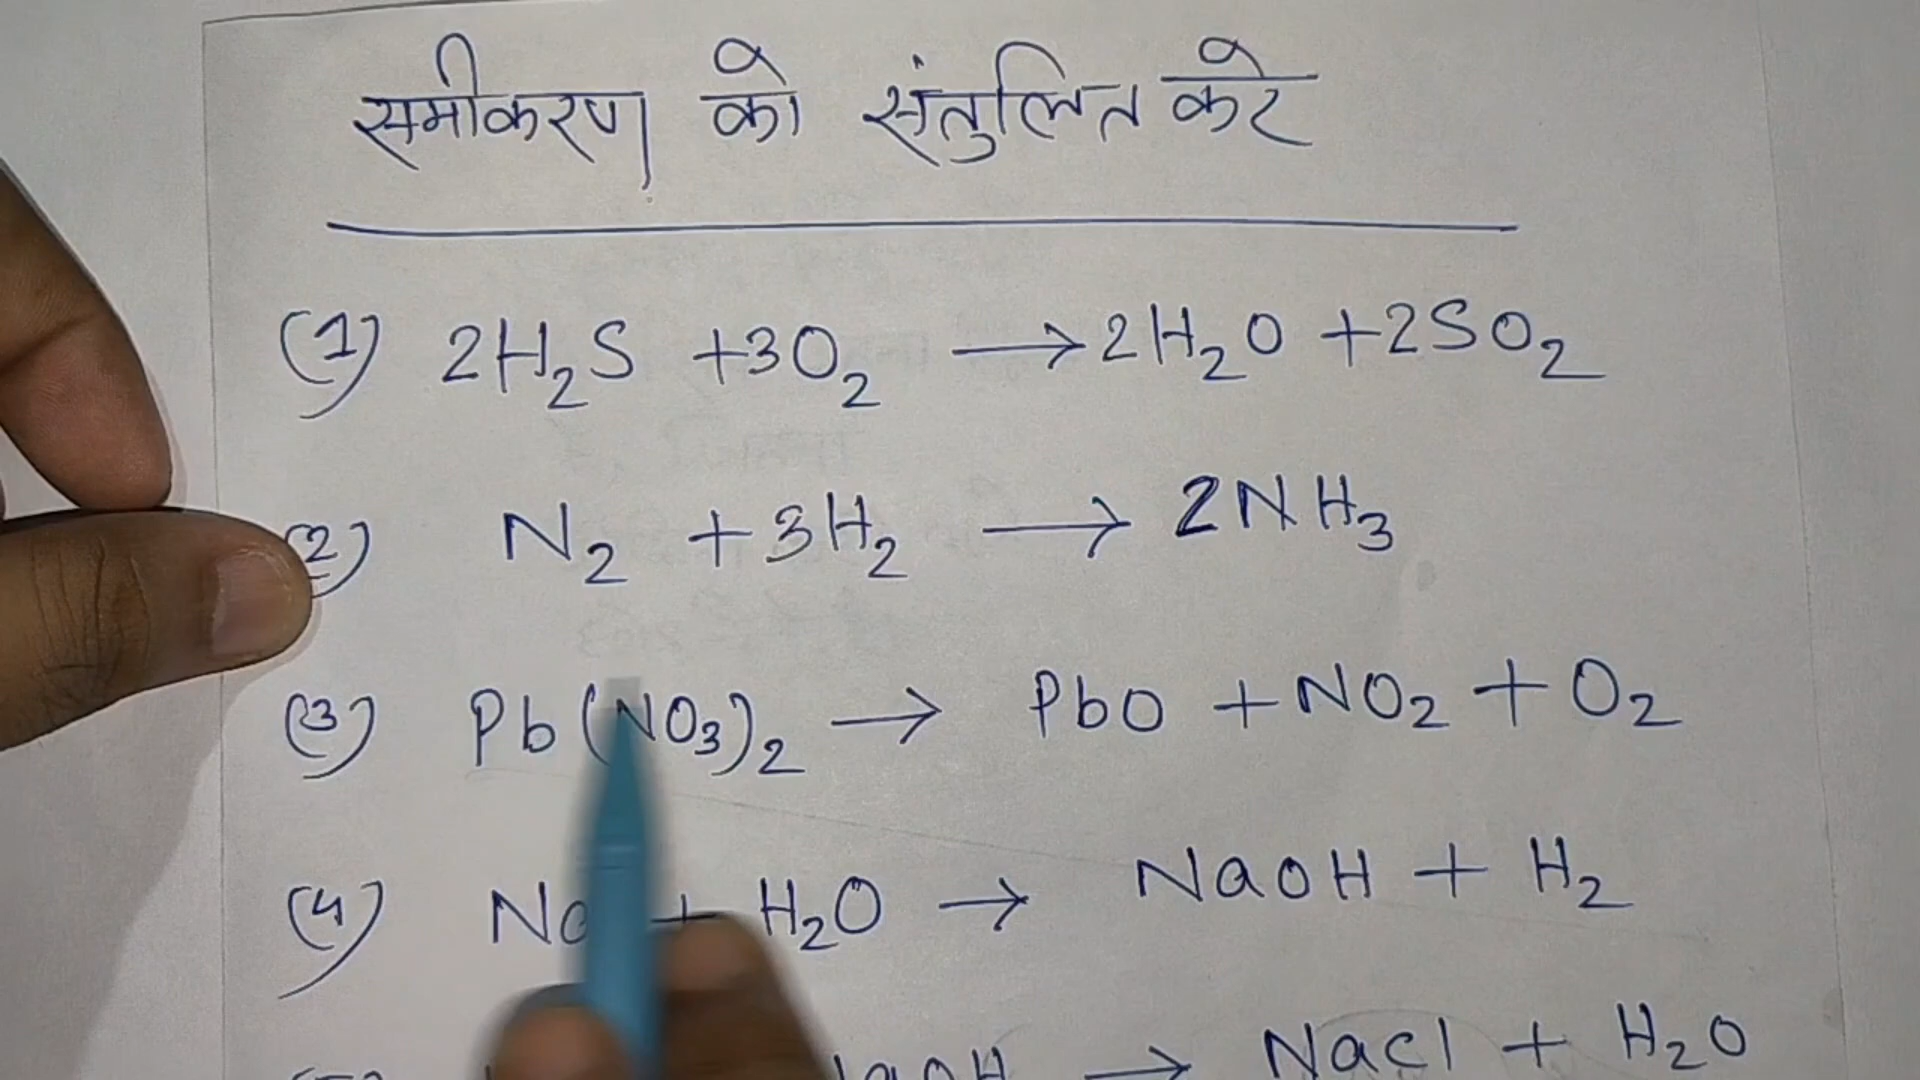 समीकरण को संतुलित करे
(1) 2H₂S +3O₂ → 2H₂O +2SO₂
(2) N₂ +3H₂ → 2NH₃
(3) Pb(NO₃)₂ → PbO +NO₂ + O₂
(4) Na + H₂O → NaOH + H₂
→ NaCl + H₂O